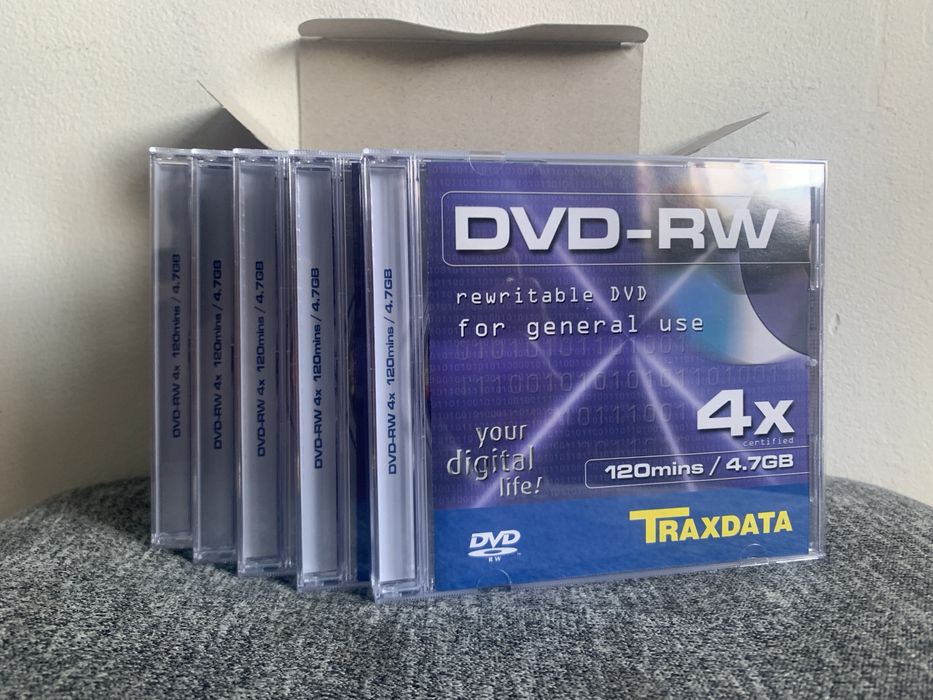 DVD-RW 4x 120mins / 4.7GB
DVD-RW 4x 120mins / 4.7GB
DVD-RW 4x 120mins / 4.7GB
DVD-RW 4x 120mins / 4.7GB
DVD-RW 4x 120mins / 4.7GB
DVD-RW
rewritable DVD
for general use
4x
certified
your
digital
life!
120mins / 4.7GB
DVD
RW
TRAXDATA